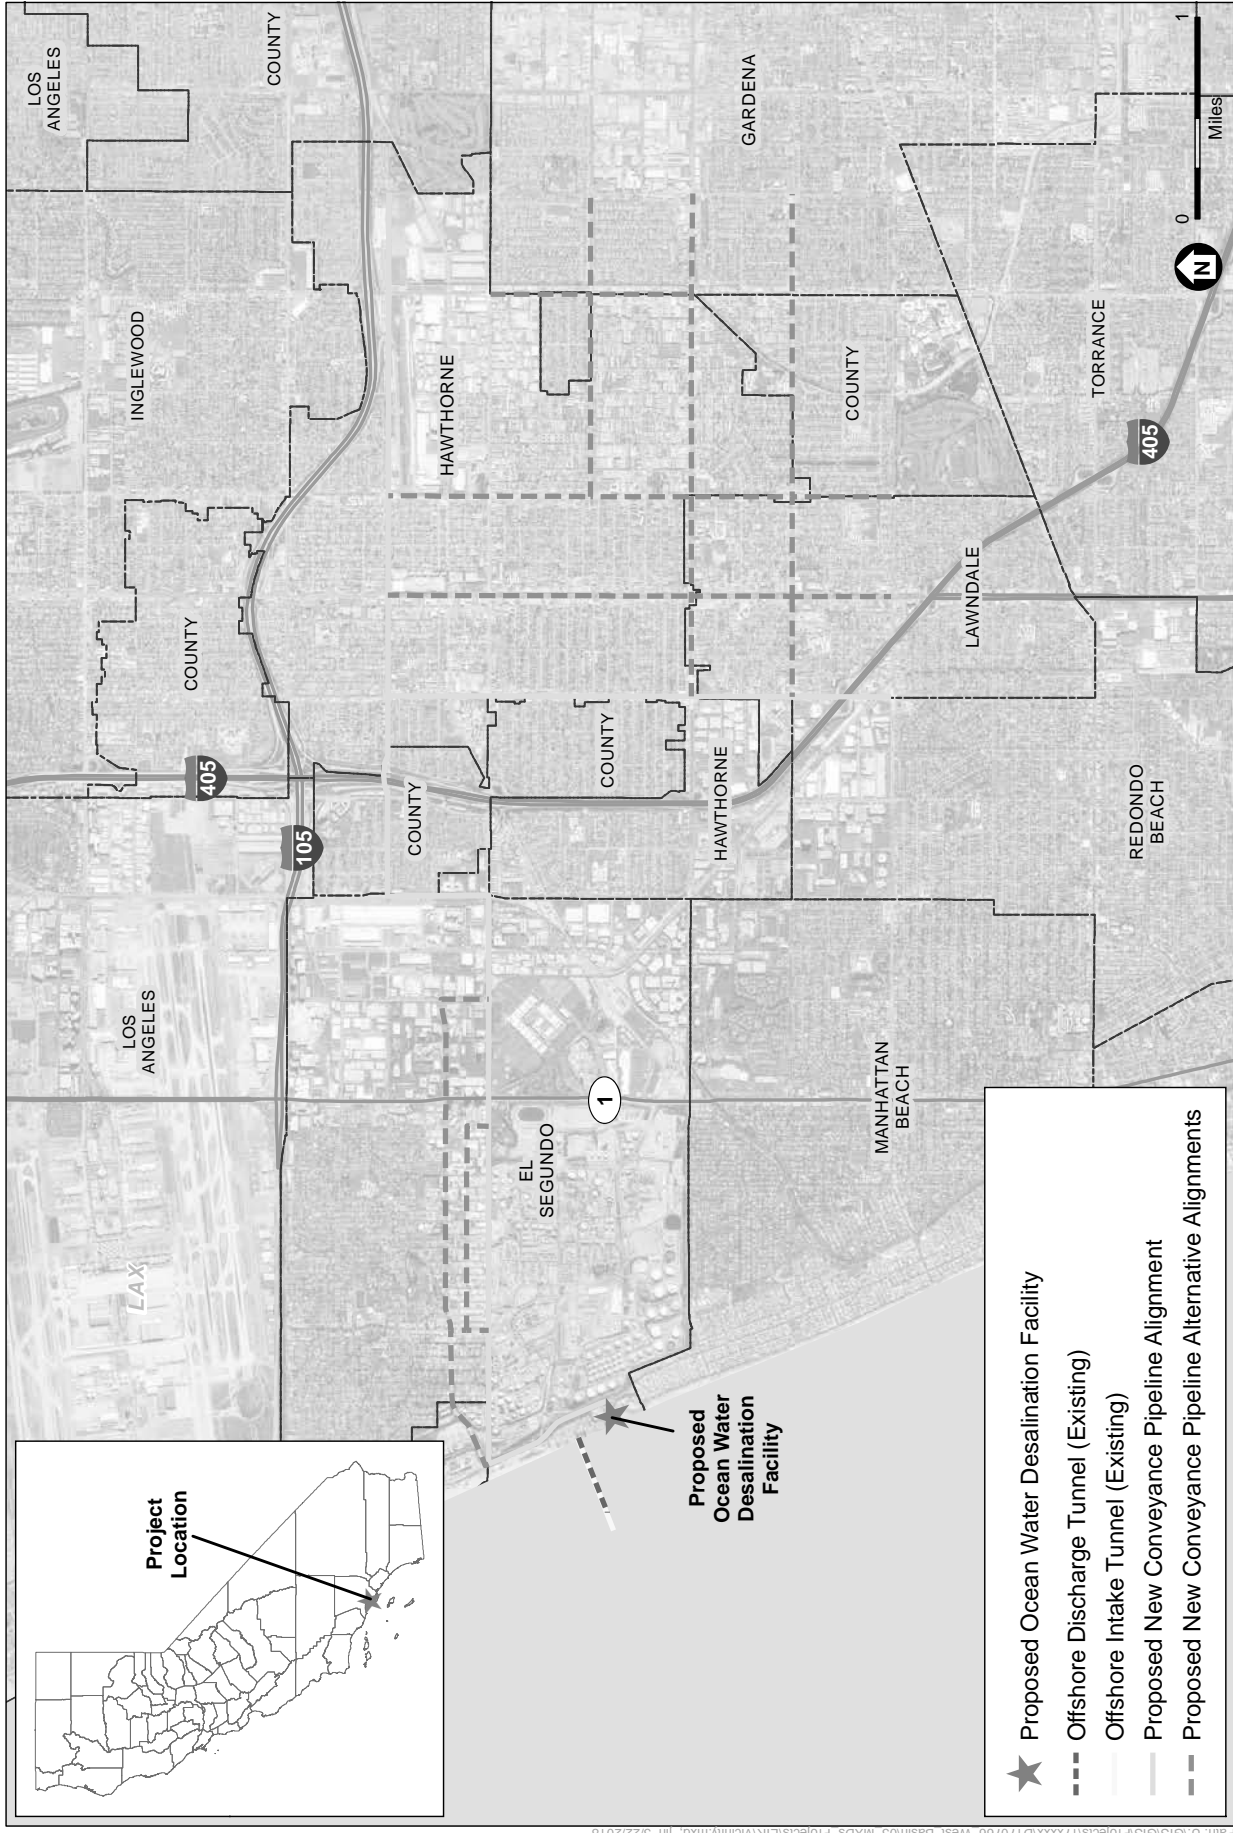 Project
Location
LAX
LOS
ANGELES
105
405
COUNTY
INGLEWOOD
LOS
ANGELES
COUNTY
EL
SEGUNDO
1
COUNTY
COUNTY
HAWTHORNE
HAWTHORNE
GARDENA
Proposed
Ocean Water
Desalination
Facility
MANHATTAN
BEACH
REDONDO
BEACH
LAWNDALE
COUNTY
TORRANCE
405
N
0
1
Miles
Proposed Ocean Water Desalination Facility
Offshore Discharge Tunnel (Existing)
Offshore Intake Tunnel (Existing)
Proposed New Conveyance Pipeline Alignment
Proposed New Conveyance Pipeline Alternative Alignments